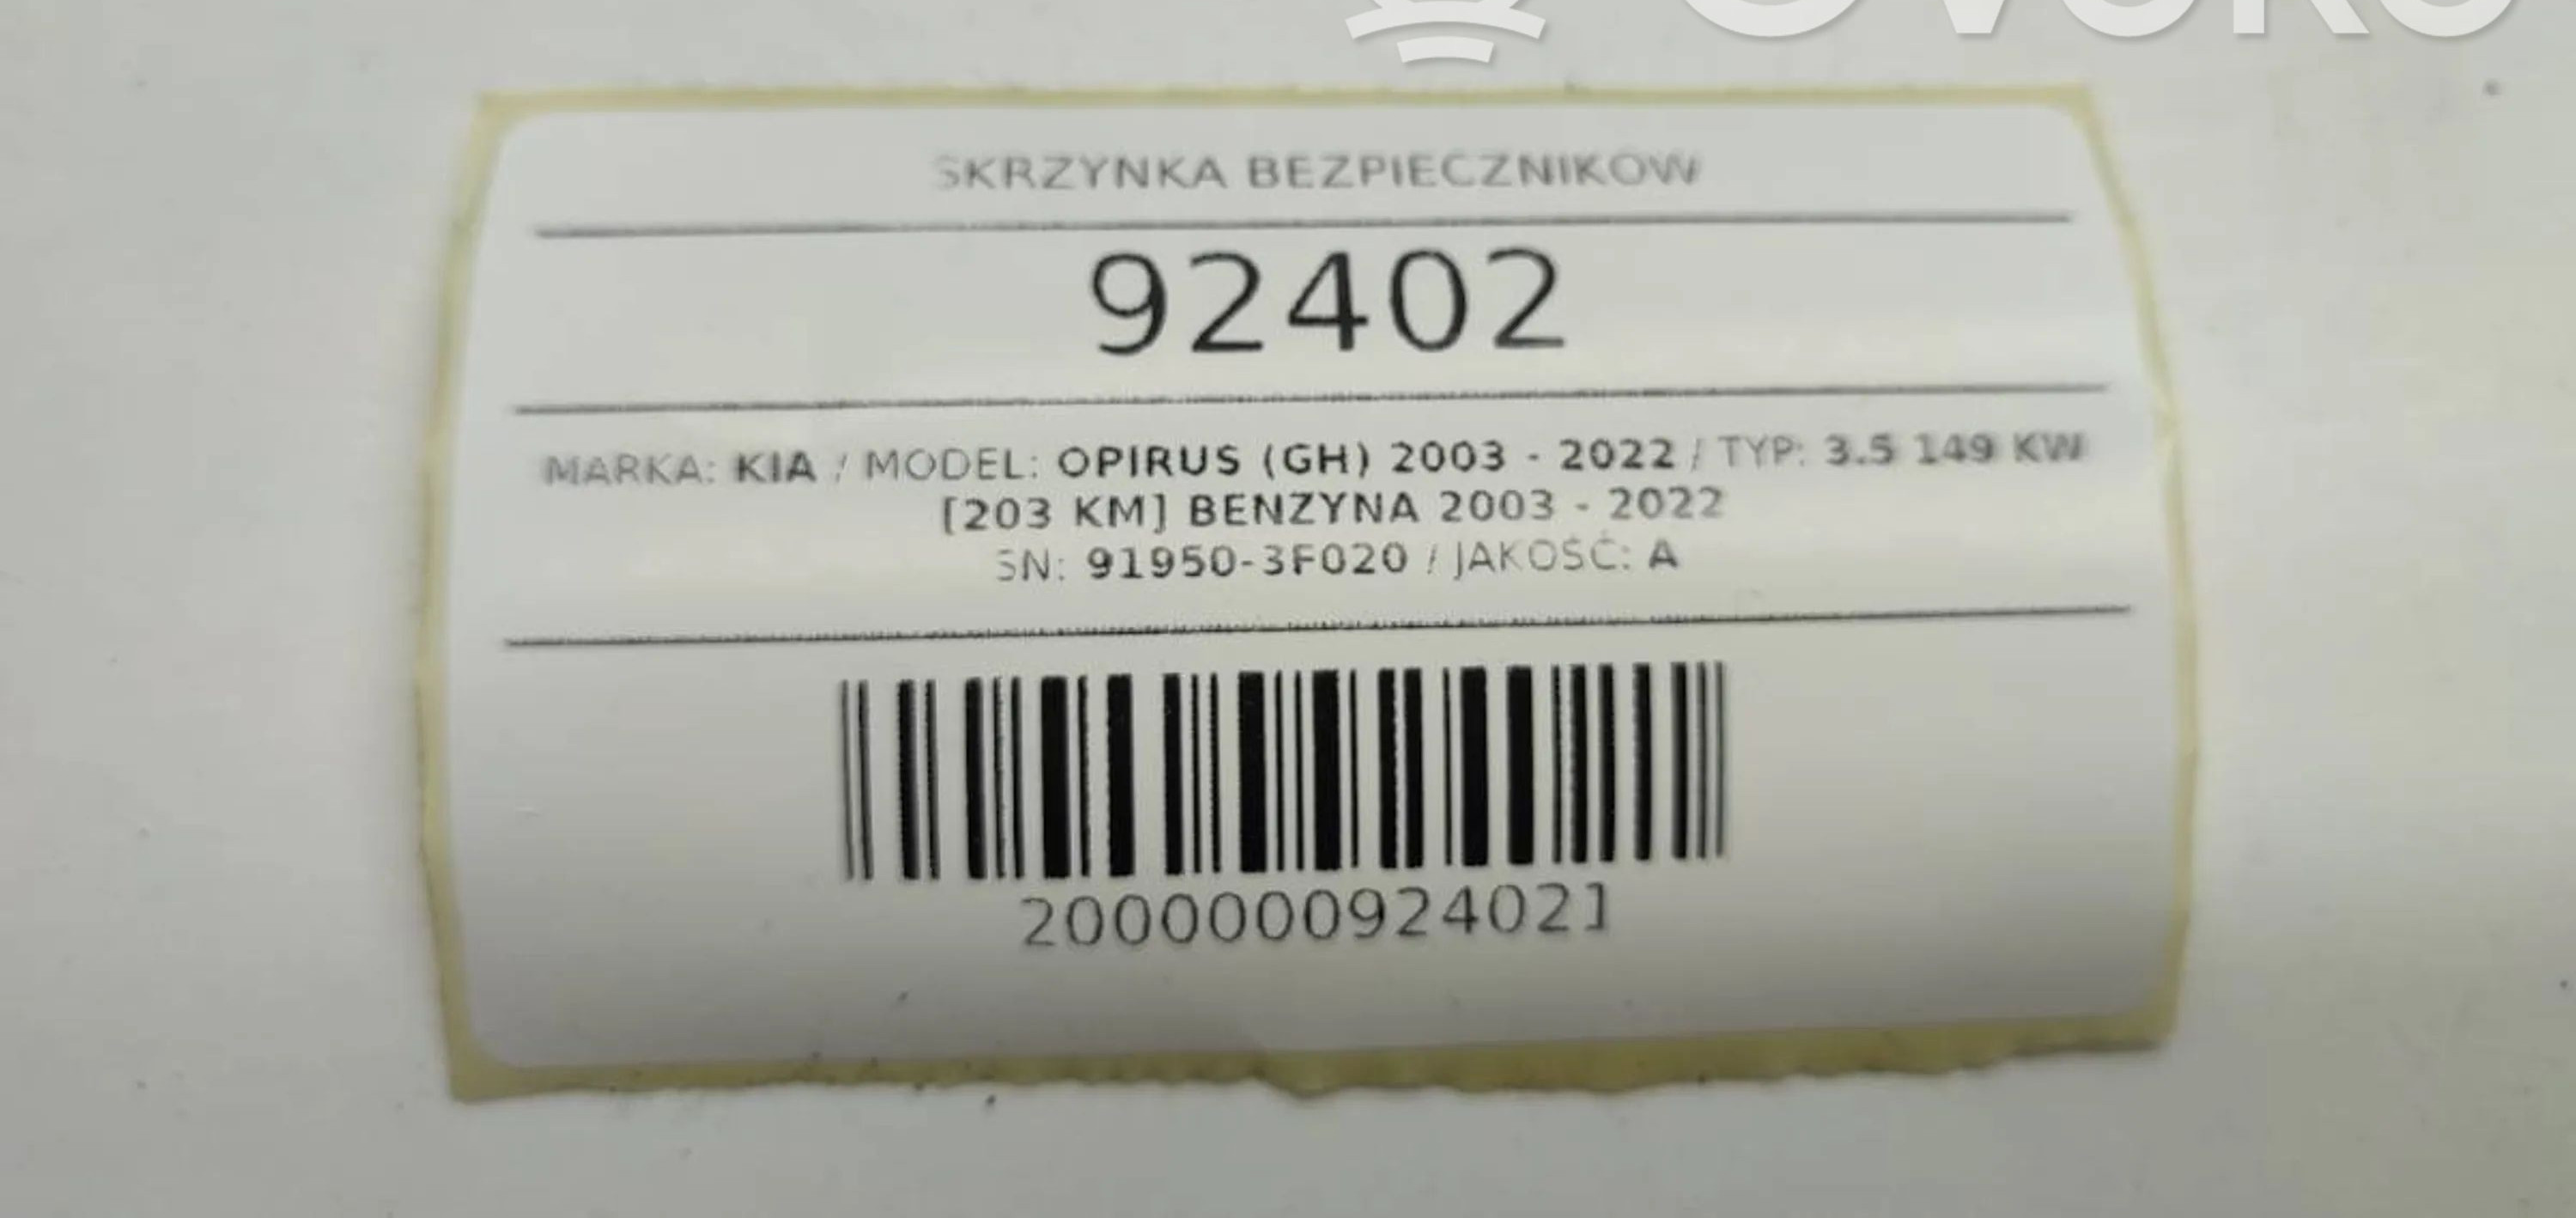 SKRZYNKA BEZPIECZNIKÓW
92402
MARKA: KIA / MODEL: OPIRUS (GH) 2003 - 2022 / TYP: 3.5 149 KW
[203 KM] BENZYNA 2003 - 2022
SN: 91950-3F020 / JAKOŚĆ: A
2000000924021